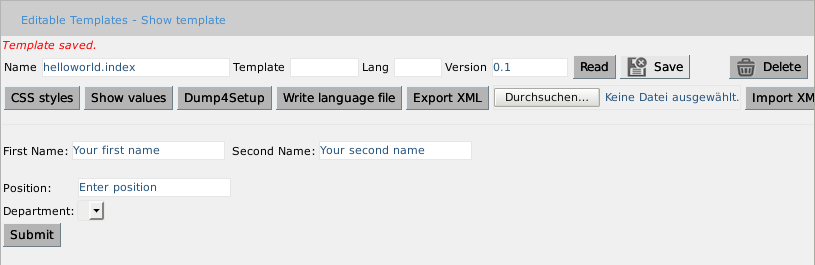 Editable Templates - Show template
Template saved.
Name helloworld.index Template Lang Version 0.1 Read Save Delete
CSS styles Show values Dump4Setup Write language file Export XML Durchsuchen... Keine Datei ausgewählt. Import XM
First Name: Your first name Second Name: Your second name
Position: Enter position
Department:
Submit